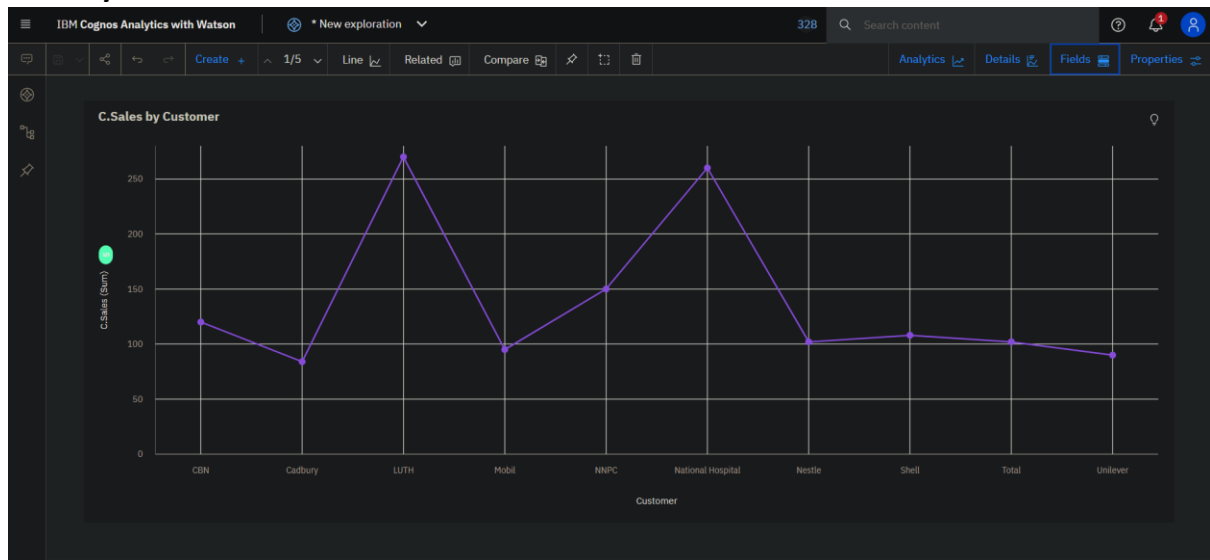 IBM Cognos Analytics with Watson
* New exploration
328
Search content
1
Create +
1/5
Line
Related
Compare
Analytics
Details
Fields
Properties
C.Sales by Customer
250
200
150
100
50
0
C.Sales (Sum)
CBN
Cadbury
LUTH
Mobil
NNPC
National Hospital
Nestle
Shell
Total
Unilever
Customer